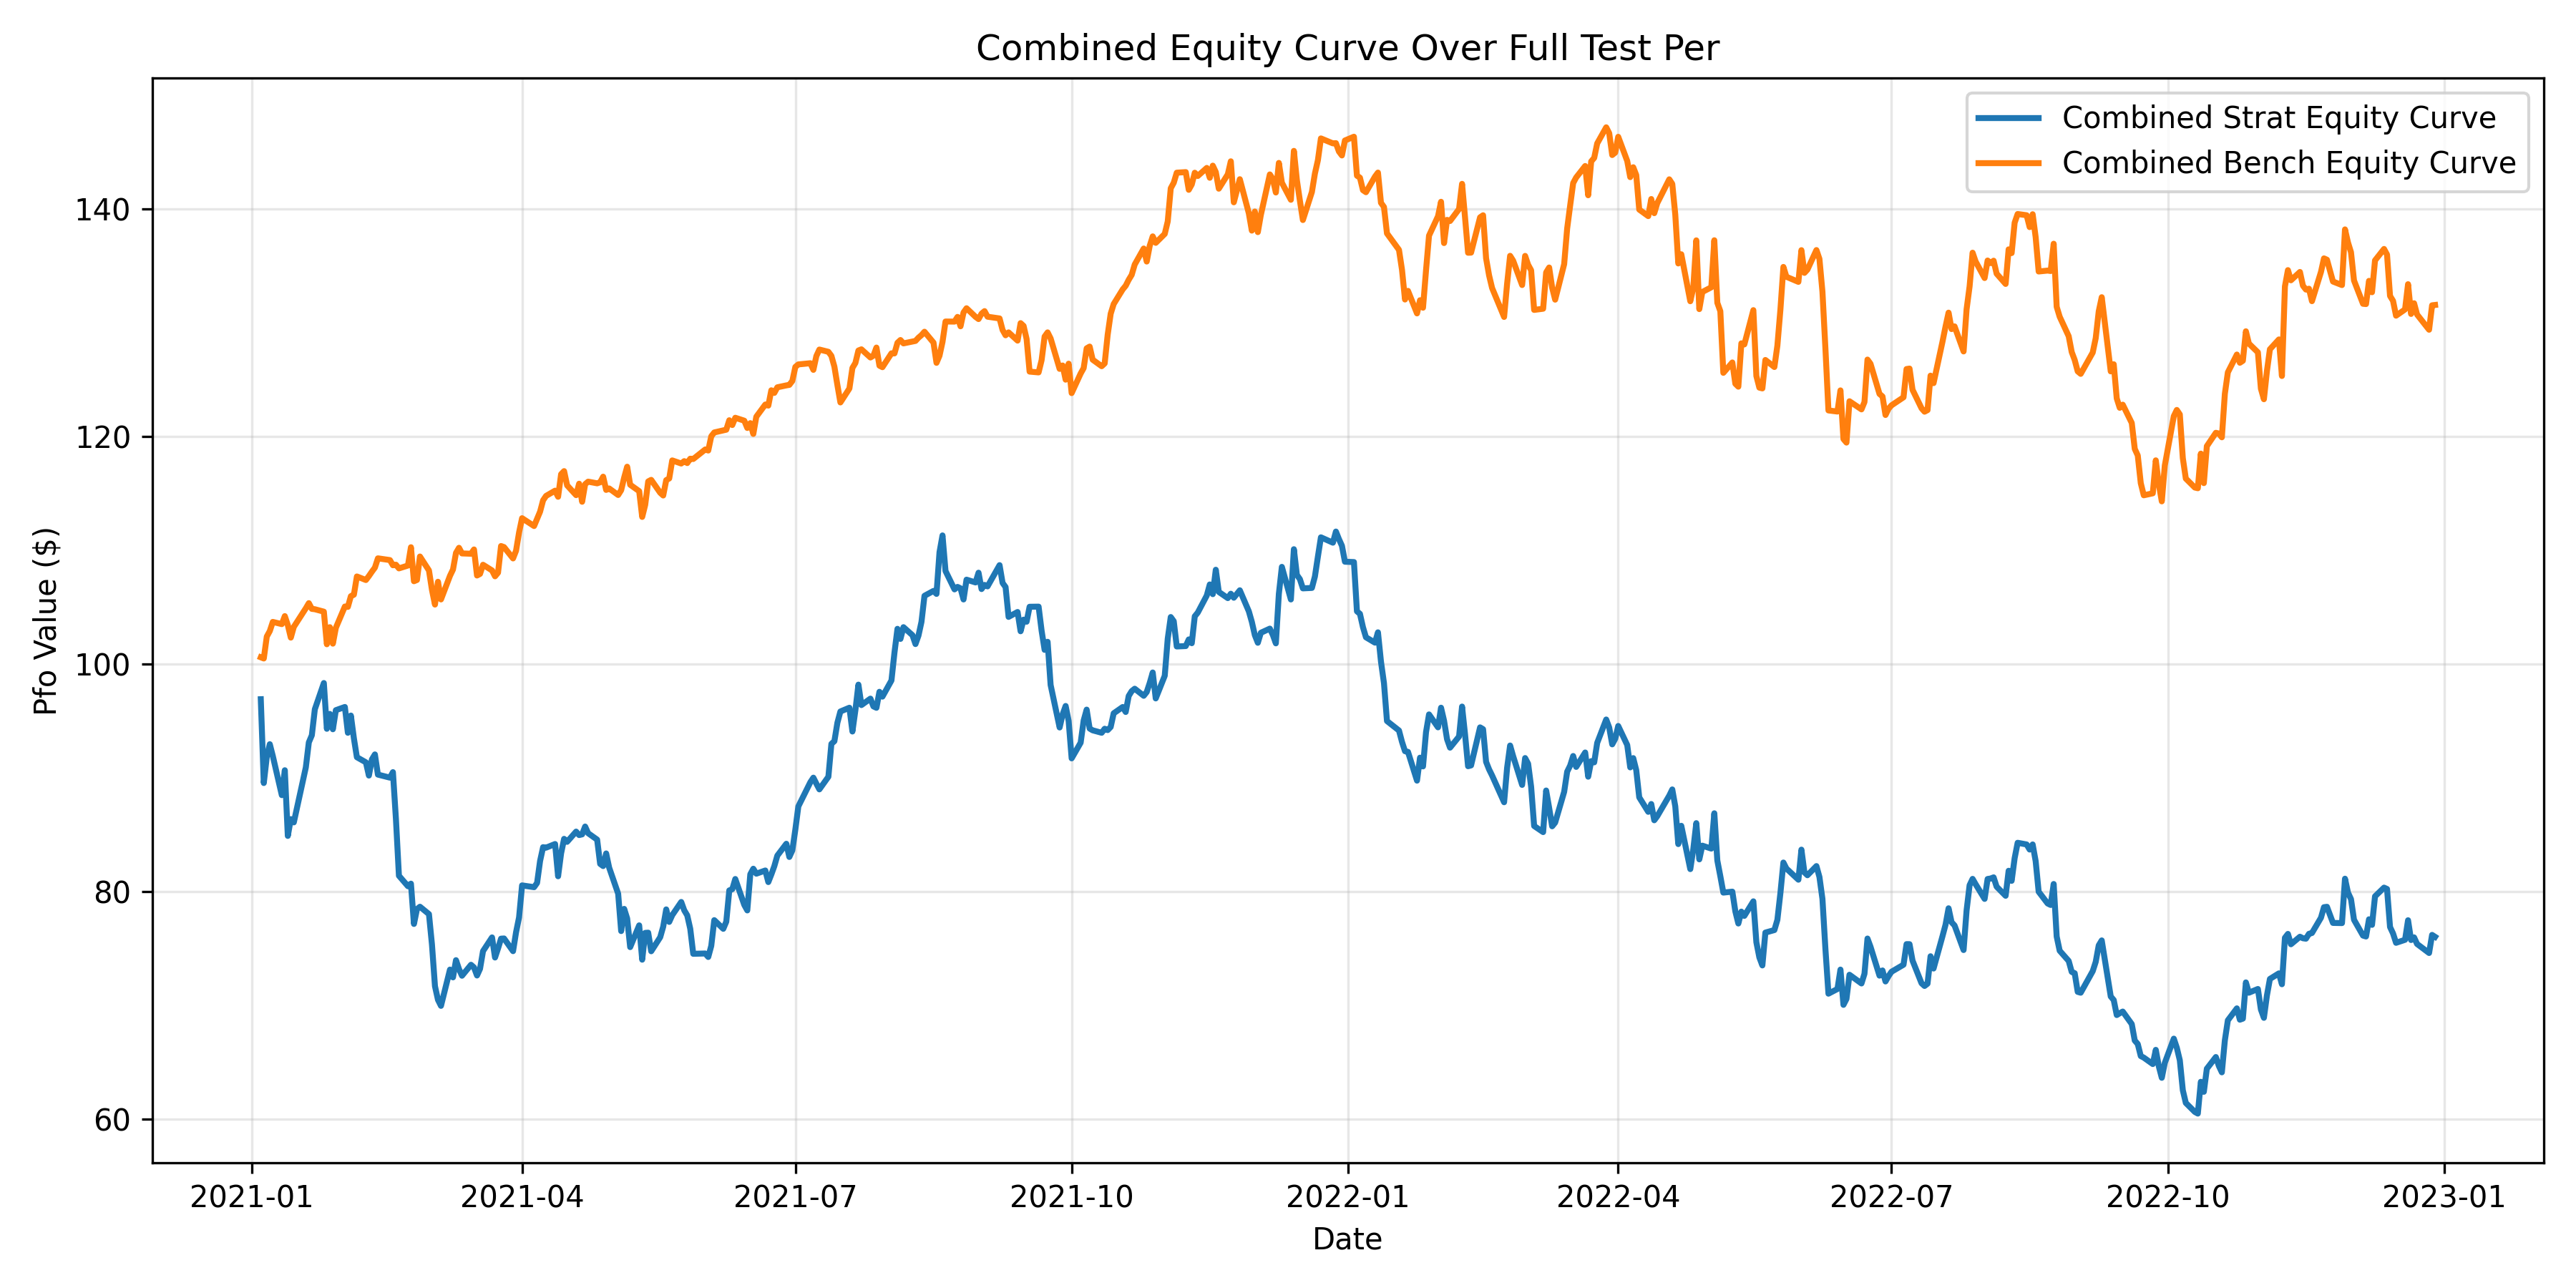 Combined Equity Curve Over Full Test Per
Combined Strat Equity Curve
Combined Bench Equity Curve
Pfo Value ($)
140
120
100
80
60
2021-01 2021-04 2021-07 2021-10 2022-01 2022-04 2022-07 2022-10 2023-01
Date